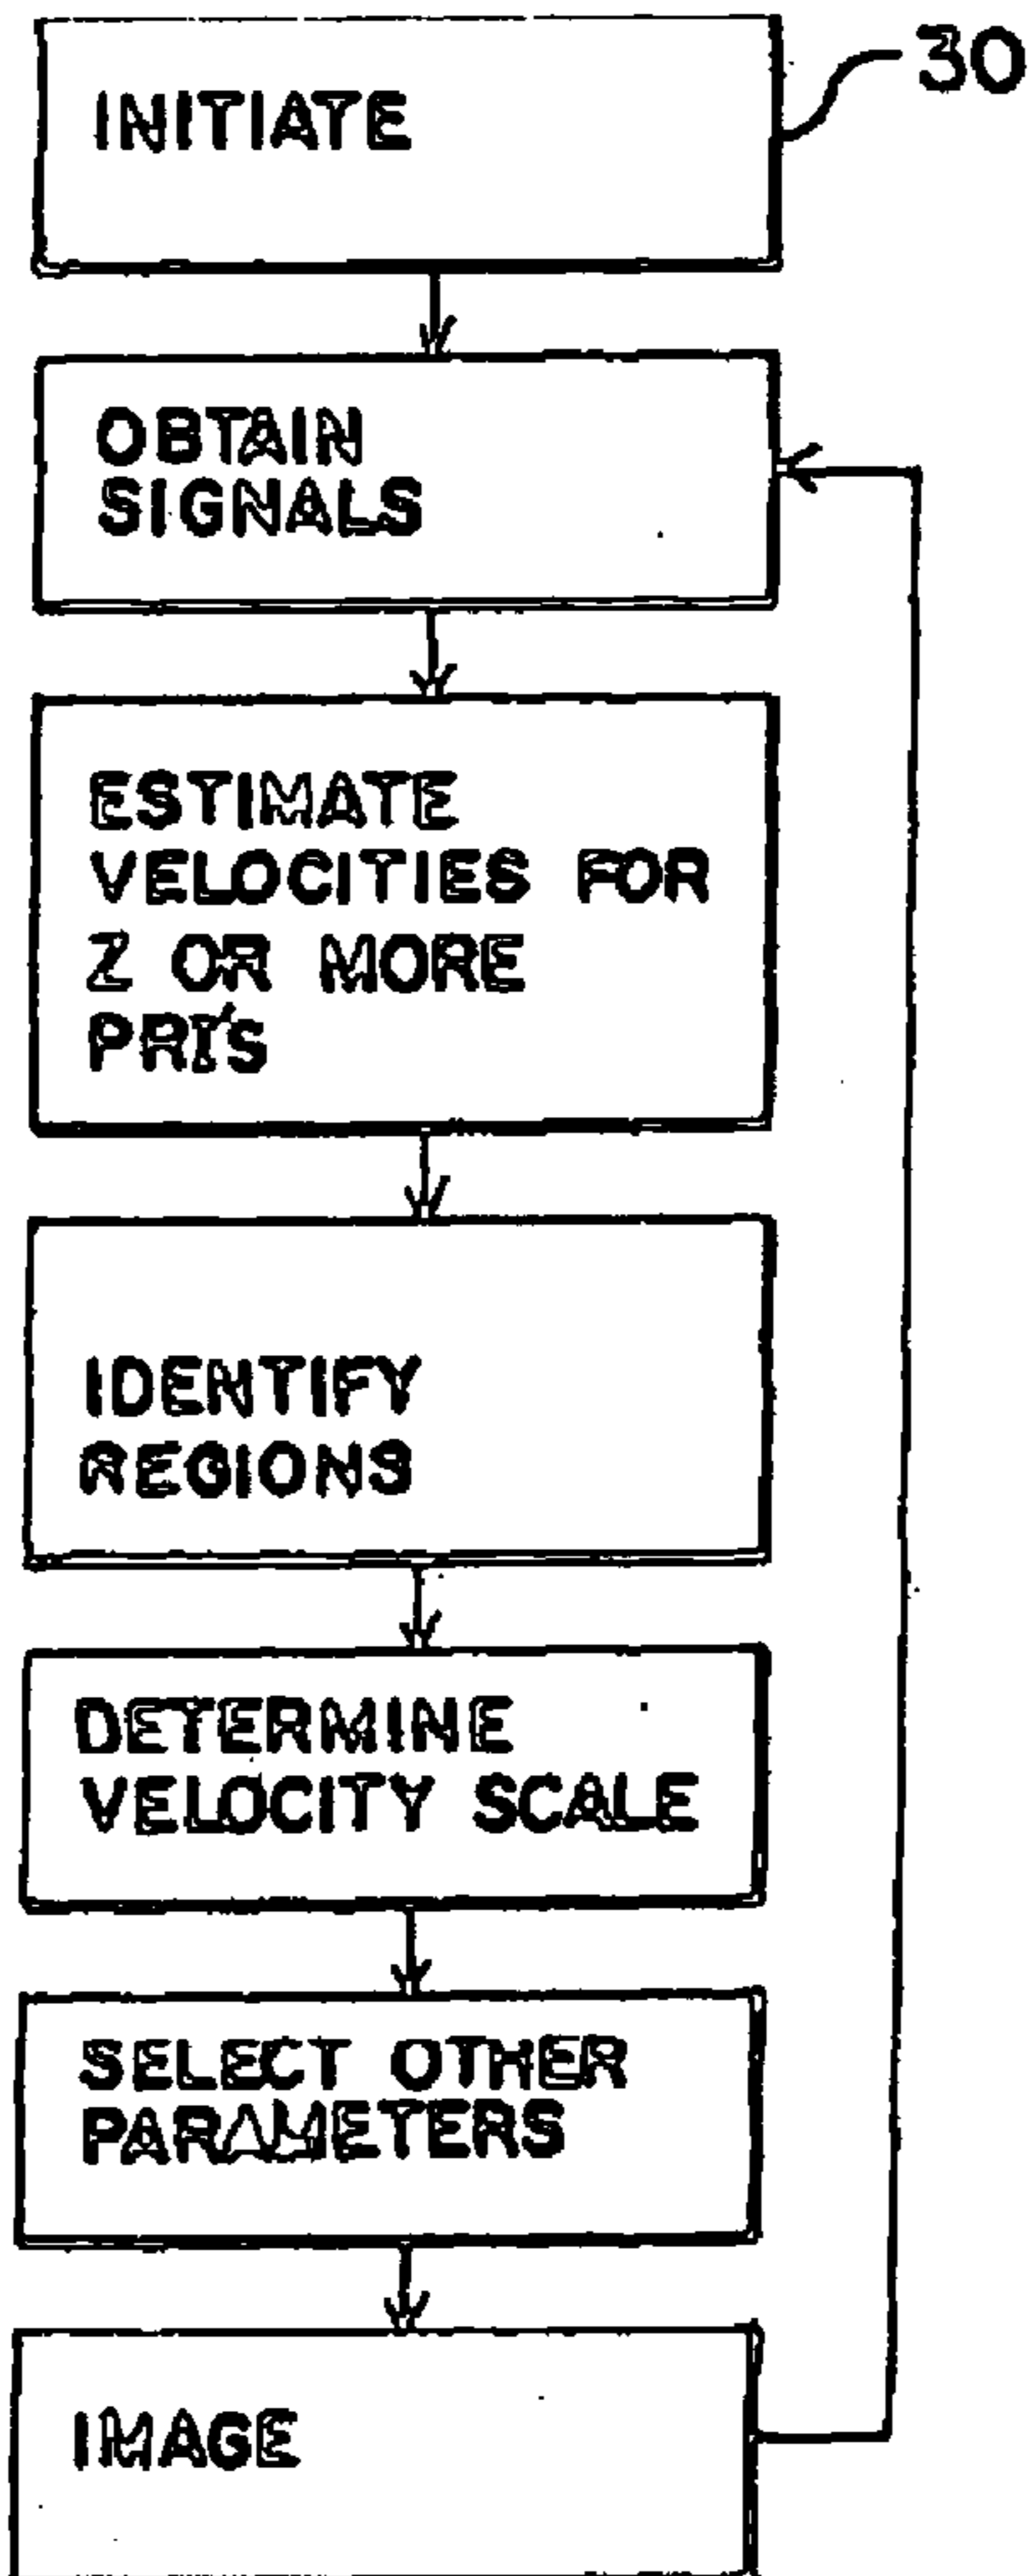 INITIATE
30
OBTAIN
SIGNALS
ESTIMATE
VELOCITIES FOR
2 OR MORE
PRI'S
IDENTIFY
REGIONS
DETERMINE
VELOCITY SCALE
SELECT OTHER
PARAMETERS
IMAGE